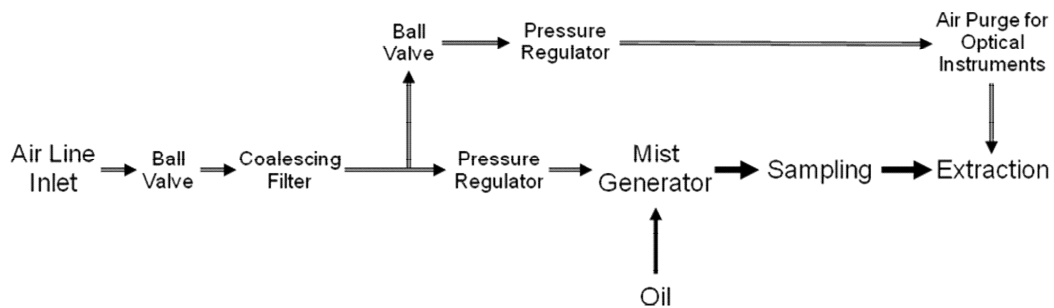 Ball
Valve
Pressure
Regulator
Air Purge for
Optical
Instruments
Air Line
Inlet
Ball
Valve
Coalescing
Filter
Pressure
Regulator
Mist
Generator
Sampling
Extraction
Oil